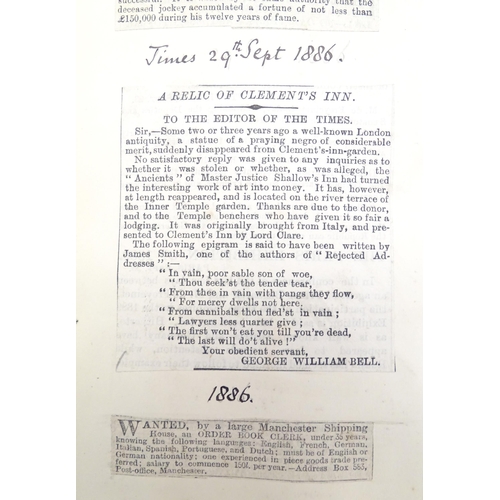 deceased jockey accumulated a fortune of not less than
£150,000 during his twelve years of fame.
Times 29th Sept 1886.
A RELIC OF CLEMENT'S INN.
TO THE EDITOR OF THE TIMES.
Sir,—Some two or three years ago a well-known London
antiquity, a statue of a praying negro of considerable
merit, suddenly disappeared from Clement's-inn-garden.
No satisfactory reply was given to any inquiries as to
whether it was stolen or whether, as was alleged, the
"Ancients" of Master Justice Shallow's Inn had turned
the interesting work of art into money. It has, however,
at length reappeared, and is located on the river terrace of
the Inner Temple garden. Thanks are due to the donor,
and to the Temple benchers who have given it so fair a
lodging. It was originally brought from Italy, and pre-
sented to Clement's Inn by Lord Clare.
The following epigram is said to have been written by
James Smith, one of the authors of "Rejected Ad-
dresses":—
"In vain, poor sable son of woe,
"Thou seek'st the tender tear,
"From thee in vain with pangs they flow,
"For mercy dwells not here.
"From cannibals thou fled'st in vain;
"Lawyers less quarter give;
"The first won't eat you till you're dead,
"The last will do't alive!"
Your obedient servant,
GEORGE WILLIAM BELL.
1886.
WANTED, by a large Manchester Shipping
House, an ORDER BOOK CLERK, under 35 years,
knowing the following languages: English, French, German,
Italian, Spanish, Portuguese, and Dutch; must be of English or
German nationality; one experienced in piece goods trade pre-
ferred; salary to commence 150l. per year.—Address Box 553,
Post-office, Manchester.